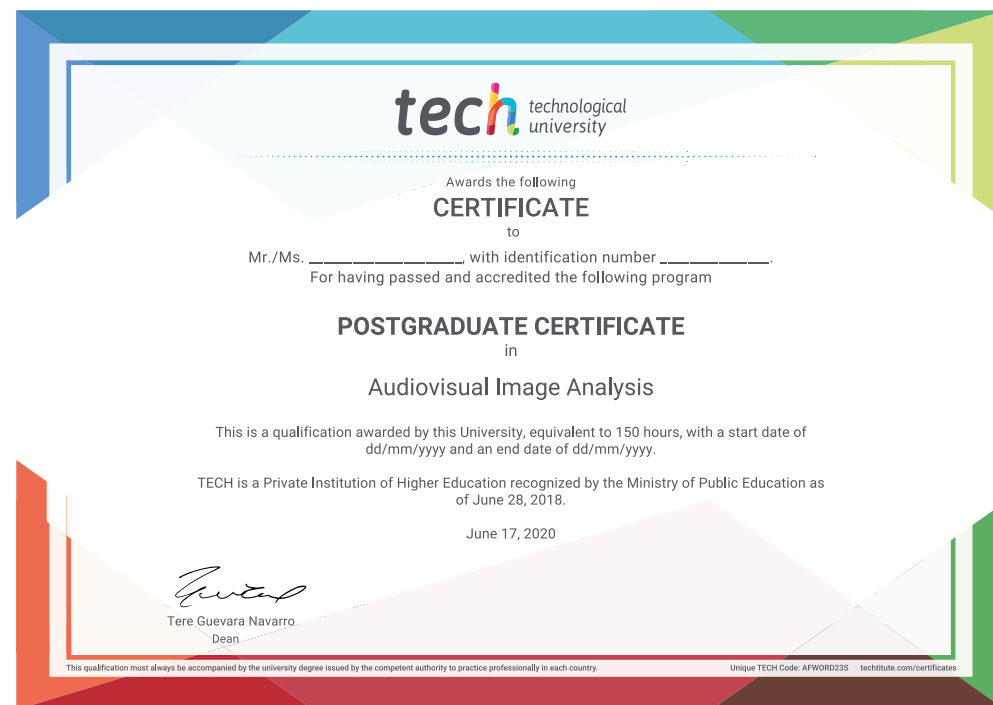 tech technological
university
Awards the following
CERTIFICATE
to
Mr./Ms. ____________________, with identification number ______________.
For having passed and accredited the following program
POSTGRADUATE CERTIFICATE
in
Audiovisual Image Analysis
This is a qualification awarded by this University, equivalent to 150 hours, with a start date of
dd/mm/yyyy and an end date of dd/mm/yyyy.
TECH is a Private Institution of Higher Education recognized by the Ministry of Public Education as
of June 28, 2018.
June 17, 2020
Tere Guevara Navarro
Dean
This qualification must always be accompanied by the university degree issued by the competent authority to practice professionally in each country.
Unique TECH Code: AFWORD23S techtitute.com/certificates